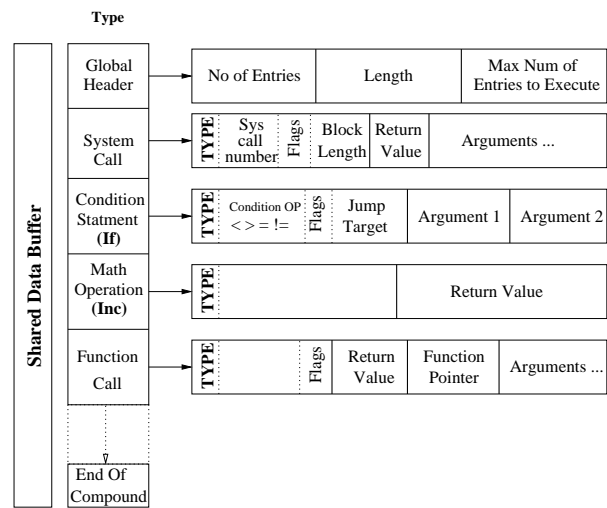 Type
Shared Data Buffer
Global
Header
No of Entries
Length
Max Num of
Entries to Execute
System
Call
TYPE
Sys
call
number
Flags
Block
Length
Return
Value
Arguments ...
Condition
Statment
(If)
TYPE
Condition OP
< > = !=
Flags
Jump
Target
Argument 1
Argument 2
Math
Operation
(Inc)
TYPE
Return Value
Function
Call
TYPE
Flags
Return
Value
Function
Pointer
Arguments ...
End Of
Compound